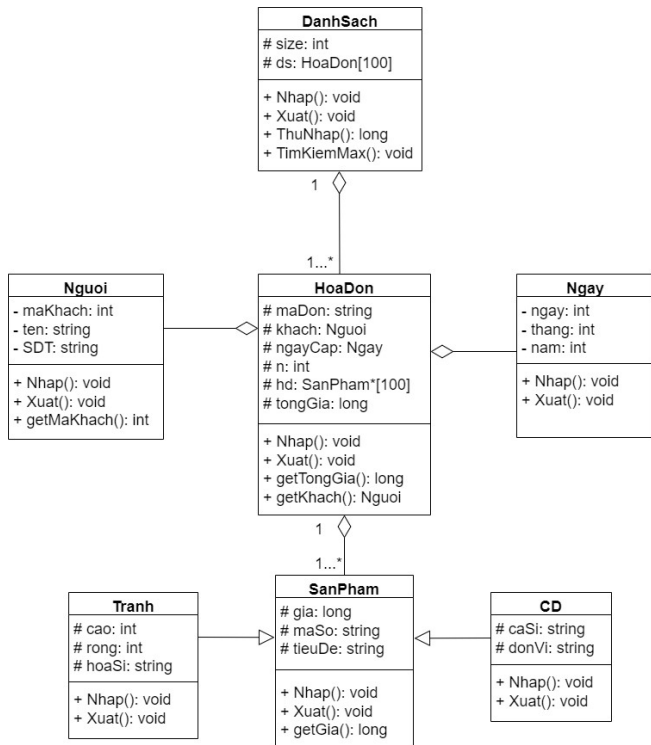 DanhSach
# size: int
# ds: HoaDon[100]
+ Nhap(): void
+ Xuat(): void
+ ThuNhap(): long
+ TimKiemMax(): void
1
1...*
Nguoi
- maKhach: int
- ten: string
- SDT: string
+ Nhap(): void
+ Xuat(): void
+ getMaKhach(): int
HoaDon
# maDon: string
# khach: Nguoi
# ngayCap: Ngay
# n: int
# hd: SanPham*[100]
# tongGia: long
+ Nhap(): void
+ Xuat(): void
+ getTongGia(): long
+ getKhach(): Nguoi
Ngay
- ngay: int
- thang: int
- nam: int
+ Nhap(): void
+ Xuat(): void
1
1...*
Tranh
# cao: int
# rong: int
# hoaSi: string
+ Nhap(): void
+ Xuat(): void
SanPham
# gia: long
# maSo: string
# tieuDe: string
+ Nhap(): void
+ Xuat(): void
+ getGia(): long
CD
# caSi: string
# donVi: string
+ Nhap(): void
+ Xuat(): void